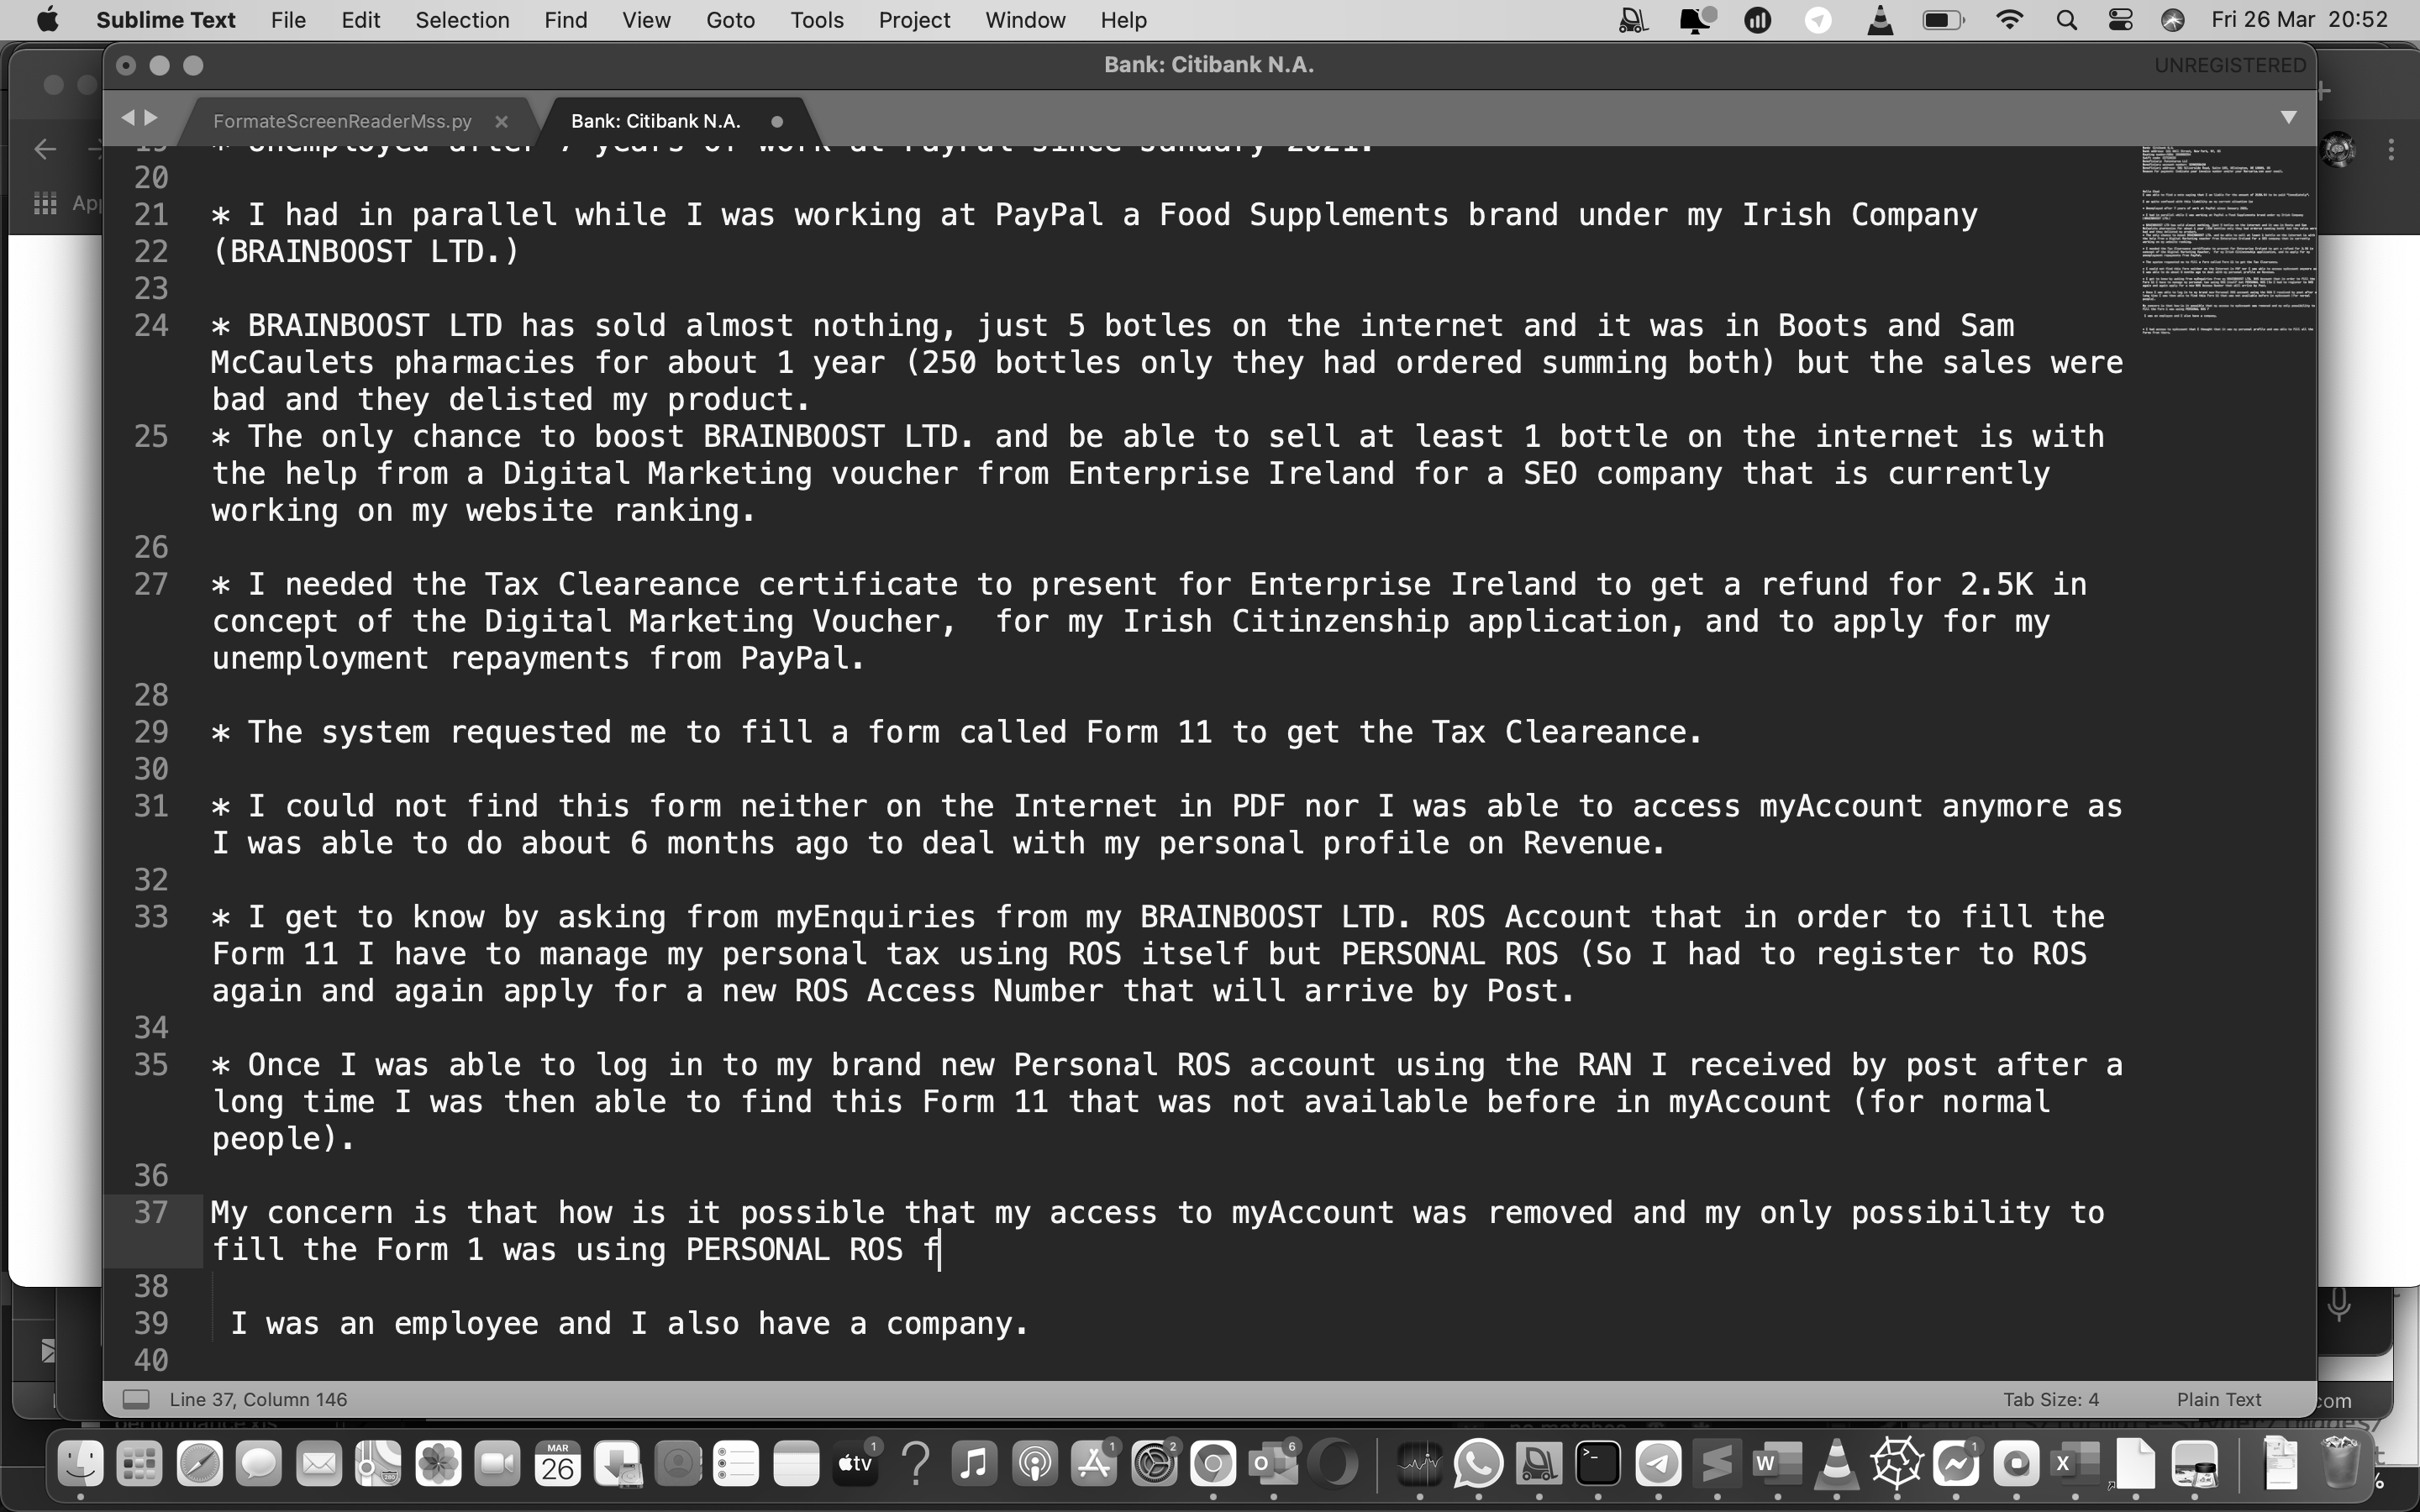 Sublime Text File Edit Selection Find View Goto Tools Project Window Help Fri 26 Mar 20:52
Bank: Citibank N.A. UNREGISTERED
FormateScreenReaderMss.py Bank: Citibank N.A.
19 * Unemployed after 7 years of work at PayPal since January 2021.
20
21 * I had in parallel while I was working at PayPal a Food Supplements brand under my Irish Company
22 (BRAINBOOST LTD.)
23
24 * BRAINBOOST LTD has sold almost nothing, just 5 botles on the internet and it was in Boots and Sam
McCaulets pharmacies for about 1 year (250 bottles only they had ordered summing both) but the sales were
bad and they delisted my product.
25 * The only chance to boost BRAINBOOST LTD. and be able to sell at least 1 bottle on the internet is with
the help from a Digital Marketing voucher from Enterprise Ireland for a SEO company that is currently
working on my website ranking.
26
27 * I needed the Tax Cleareance certificate to present for Enterprise Ireland to get a refund for 2.5K in
concept of the Digital Marketing Voucher,  for my Irish Citinzenship application, and to apply for my
unemployment repayments from PayPal.
28
29 * The system requested me to fill a form called Form 11 to get the Tax Cleareance.
30
31 * I could not find this form neither on the Internet in PDF nor I was able to access myAccount anymore as
I was able to do about 6 months ago to deal with my personal profile on Revenue.
32
33 * I get to know by asking from myEnquiries from my BRAINBOOST LTD. ROS Account that in order to fill the
Form 11 I have to manage my personal tax using ROS itself but PERSONAL ROS (So I had to register to ROS
again and again apply for a new ROS Access Number that will arrive by Post.
34
35 * Once I was able to log in to my brand new Personal ROS account using the RAN I received by post after a
long time I was then able to find this Form 11 that was not available before in myAccount (for normal
people).
36
37 My concern is that how is it possible that my access to myAccount was removed and my only possibility to
fill the Form 1 was using PERSONAL ROS f
38
39 I was an employee and I also have a company.
40
Line 37, Column 146 Tab Size: 4 Plain Text
MAR
26
tv